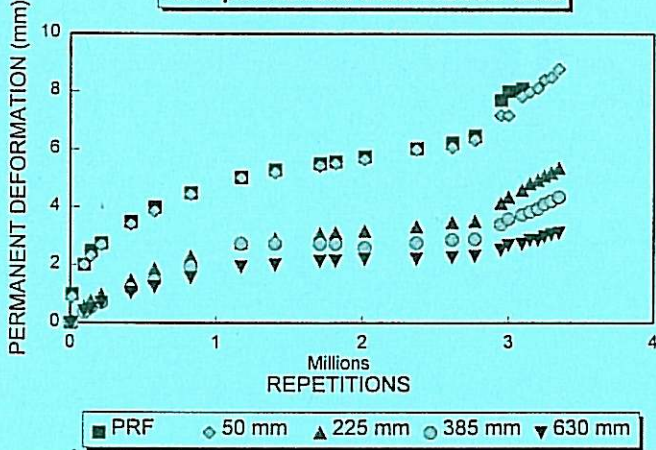 PERMANENT DEFORMATION (mm)
10
8
6
4
2
0
0 1 2 3 4
Millions
REPETITIONS
PRF 50 mm 225 mm 385 mm 630 mm